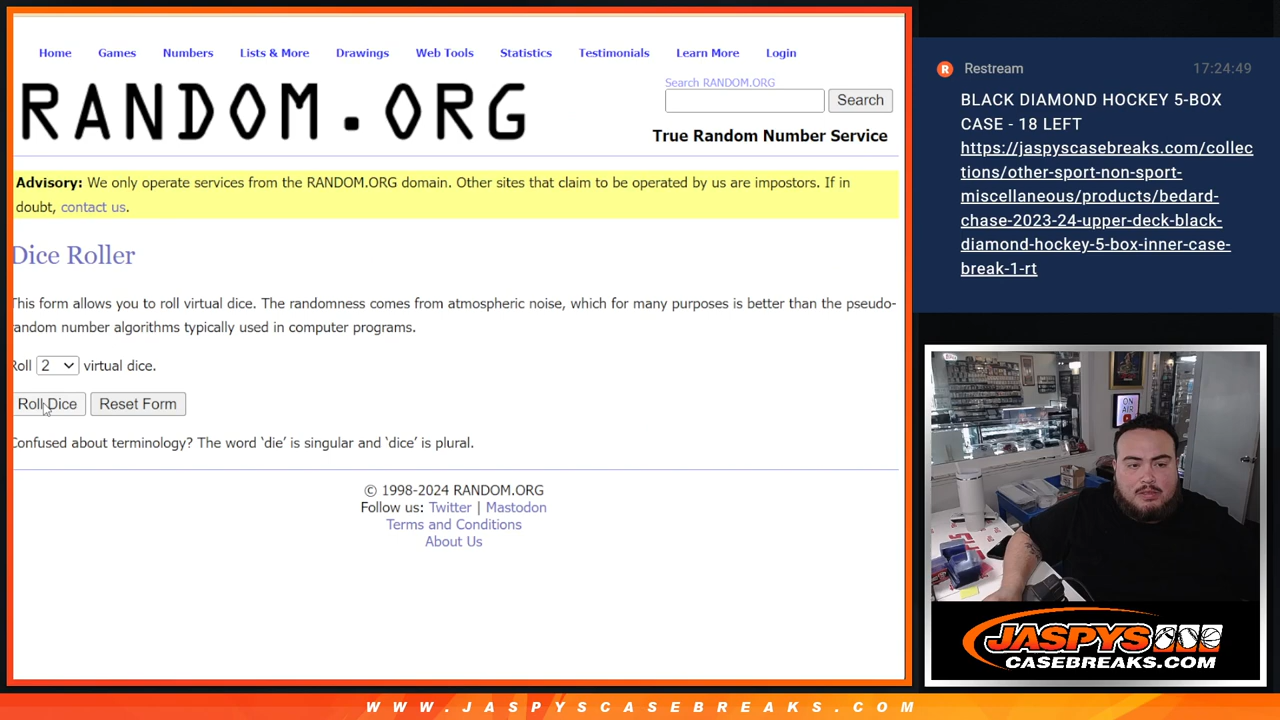 Home Games Numbers Lists & More Drawings Web Tools Statistics Testimonials Learn More Login
RANDOM.ORG
Search RANDOM.ORG
Search
True Random Number Service
Advisory: We only operate services from the RANDOM.ORG domain. Other sites that claim to be operated by us are impostors. If in
doubt, contact us.
Dice Roller
This form allows you to roll virtual dice. The randomness comes from atmospheric noise, which for many purposes is better than the pseudo-
random number algorithms typically used in computer programs.
Roll 2 virtual dice.
Roll Dice Reset Form
Confused about terminology? The word ‘die’ is singular and ‘dice’ is plural.
© 1998-2024 RANDOM.ORG
Follow us: Twitter | Mastodon
Terms and Conditions
About Us
R Restream 17:24:49
BLACK DIAMOND HOCKEY 5-BOX
CASE - 18 LEFT
https://jaspyscasebreaks.com/collec
tions/other-sport-non-sport-
miscellaneous/products/bedard-
chase-2023-24-upper-deck-black-
diamond-hockey-5-box-inner-case-
break-1-rt
ON
AIR
JASPYS
CASEBREAKS.COM
WWW.JASPYSCASEBREAKS.COM